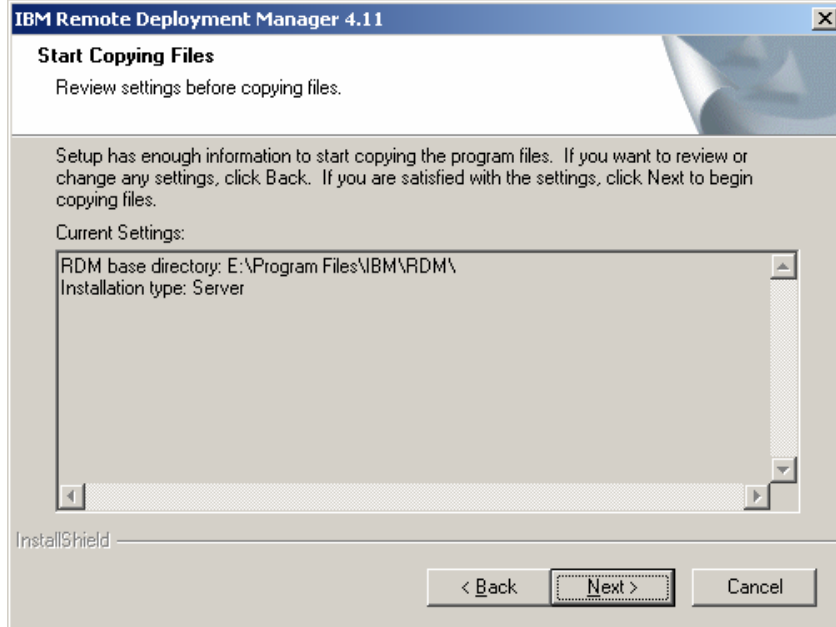 IBM Remote Deployment Manager 4.11
Start Copying Files
Review settings before copying files.
Setup has enough information to start copying the program files.  If you want to review or
change any settings, click Back.  If you are satisfied with the settings, click Next to begin
copying files.
Current Settings:
RDM base directory: E:\Program Files\IBM\RDM\
Installation type: Server
InstallShield
< Back
Next >
Cancel